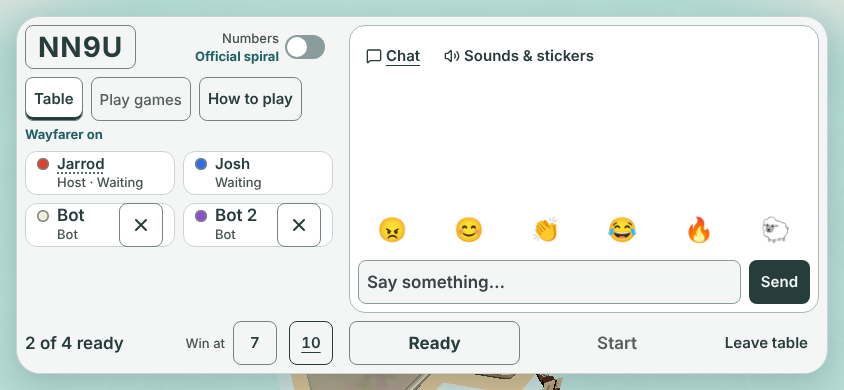 NN9U
Numbers
Official spiral
Table
Play games
How to play
Wayfarer on
Jarrod
Host · Waiting
Josh
Waiting
Bot
Bot
Bot 2
Bot
2 of 4 ready
Win at
7
10
Chat
Sounds & stickers
Say something...
Send
Ready
Start
Leave table